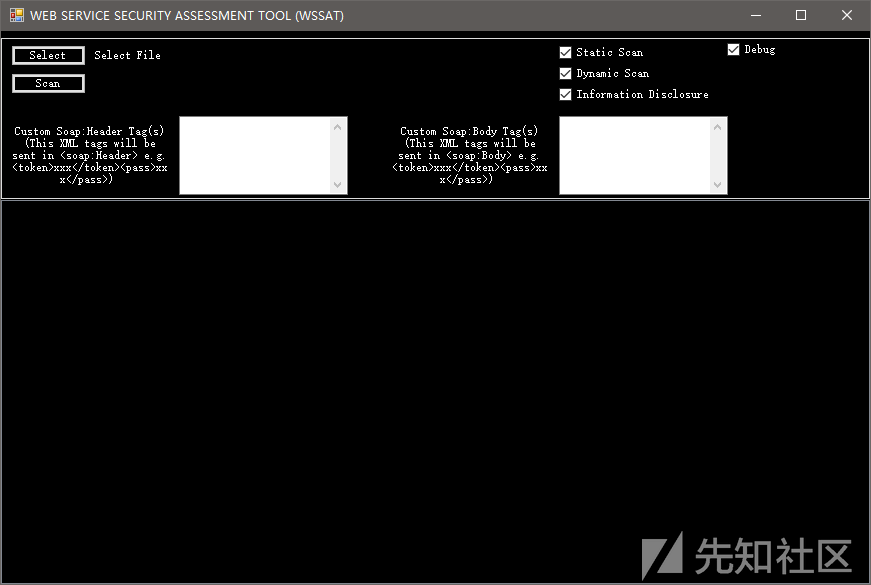 WEB SERVICE SECURITY ASSESSMENT TOOL (WSSAT)
Select
Select File
Scan
Static Scan
Dynamic Scan
Information Disclosure
Debug
Custom Soap:Header Tag(s)
(This XML tags will be
sent in <soap:Header> e.g.
<token>xxx</token><pass>xx
x</pass>)
Custom Soap:Body Tag(s)
(This XML tags will be
sent in <soap:Body> e.g.
<token>xxx</token><pass>xx
x</pass>)
先知社区